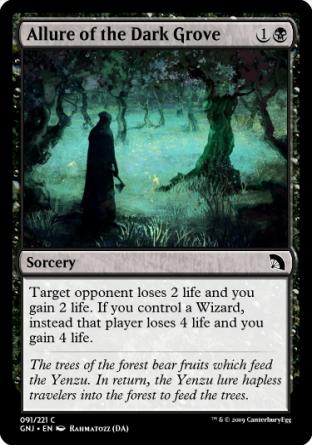 Allure of the Dark Grove 1
Sorcery
Target opponent loses 2 life and you
gain 2 life. If you control a Wizard,
instead that player loses 4 life and you
gain 4 life.
The trees of the forest bear fruits which feed
the Yenzu. In return, the Yenzu lure hapless
travelers into the forest to feed the trees.
091/221 C
GNJ • EN Rahmatozz (DA)
™ & © 2019 CanterburyEgg